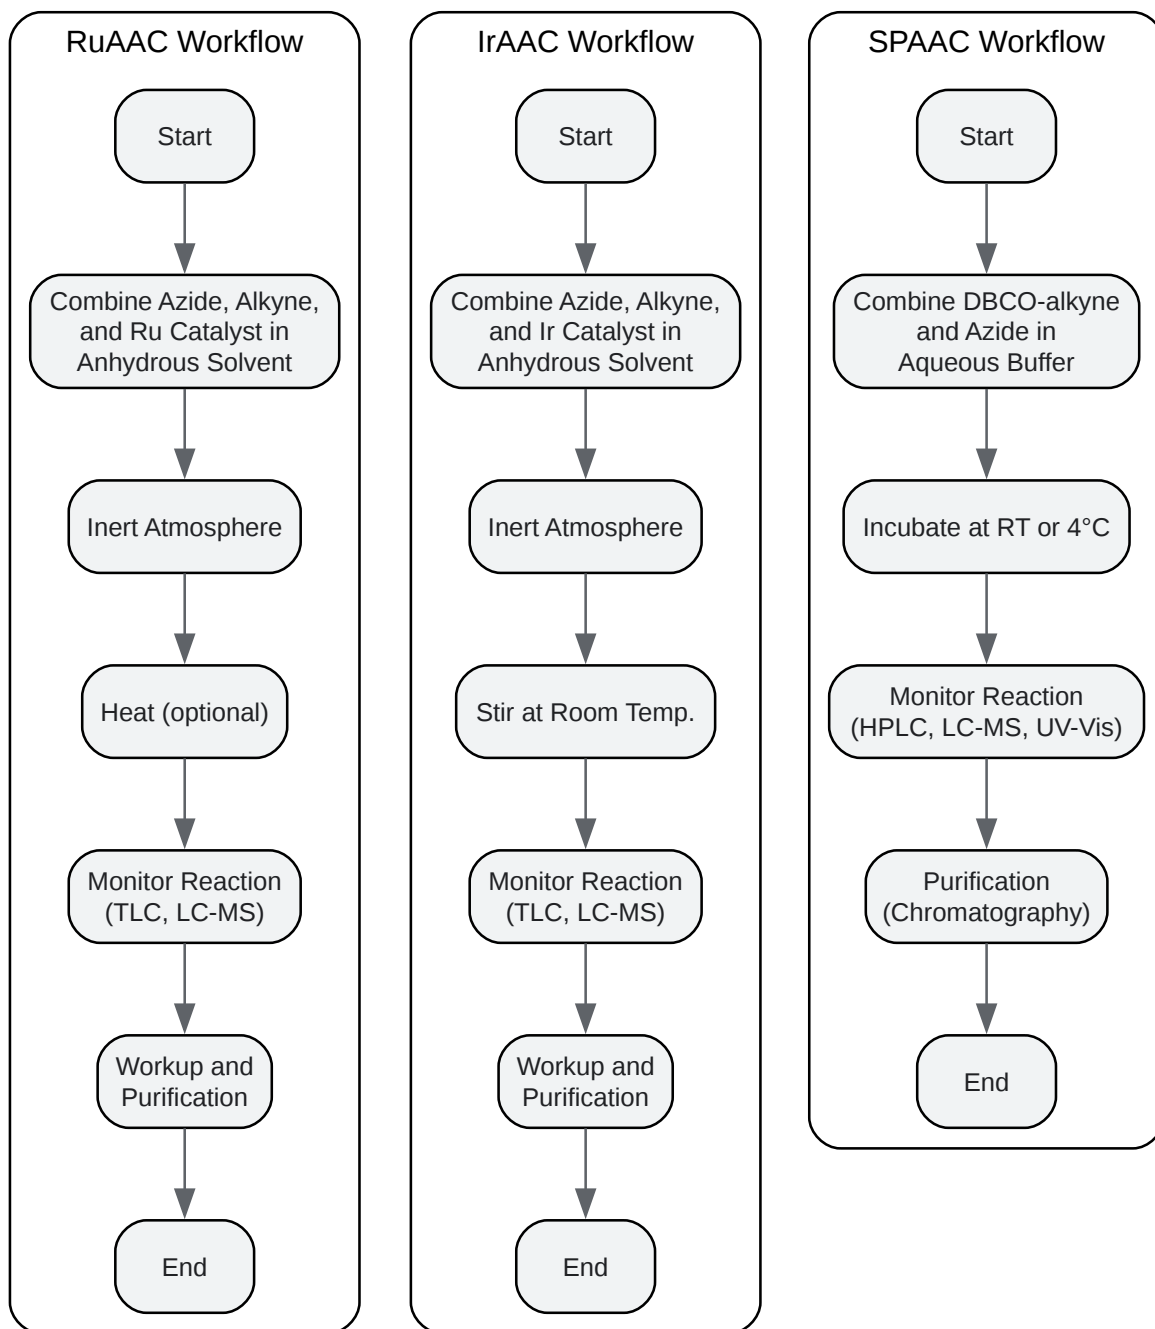 RuAAC Workflow
Start
Combine Azide, Alkyne,
and Ru Catalyst in
Anhydrous Solvent
Inert Atmosphere
Heat (optional)
Monitor Reaction
(TLC, LC-MS)
Workup and
Purification
End
IrAAC Workflow
Start
Combine Azide, Alkyne,
and Ir Catalyst in
Anhydrous Solvent
Inert Atmosphere
Stir at Room Temp.
Monitor Reaction
(TLC, LC-MS)
Workup and
Purification
End
SPAAC Workflow
Start
Combine DBCO-alkyne
and Azide in
Aqueous Buffer
Incubate at RT or 4°C
Monitor Reaction
(HPLC, LC-MS, UV-Vis)
Purification
(Chromatography)
End